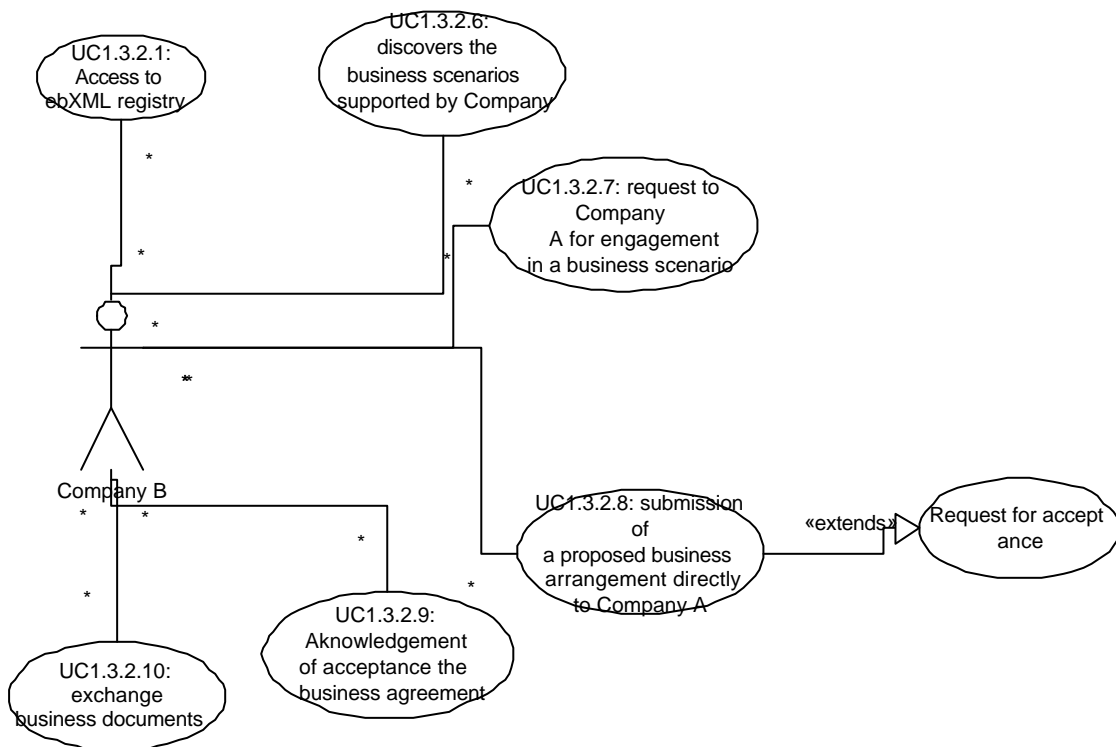 UC1.3.2.1:
Access to
ebXML registry
UC1.3.2.6:
discovers the
business scenarios
supported by Company
*
*
UC1.3.2.7: request to
Company
A for engagement
in a business scenario
*
*
*
**
Company B
*
*
*
*
*
UC1.3.2.8: submission
of
a proposed business
arrangement directly
to Company A
«extends»
Request for accept
ance
UC1.3.2.9:
Aknowledgement
of acceptance the
business agreement
UC1.3.2.10:
exchange
business documents